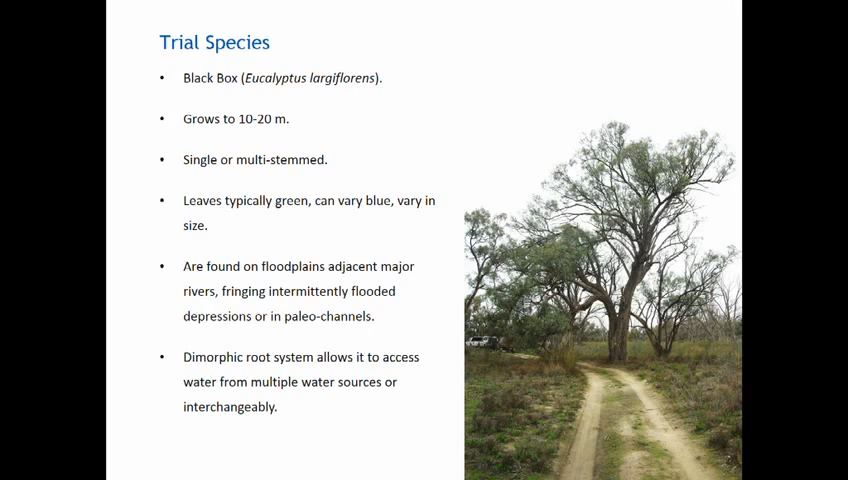 Trial Species
• Black Box (Eucalyptus largiflorens).
• Grows to 10-20 m.
• Single or multi-stemmed.
• Leaves typically green, can vary blue, vary in
size.
• Are found on floodplains adjacent major
rivers, fringing intermittently flooded
depressions or in paleo-channels.
• Dimorphic root system allows it to access
water from multiple water sources or
interchangeably.